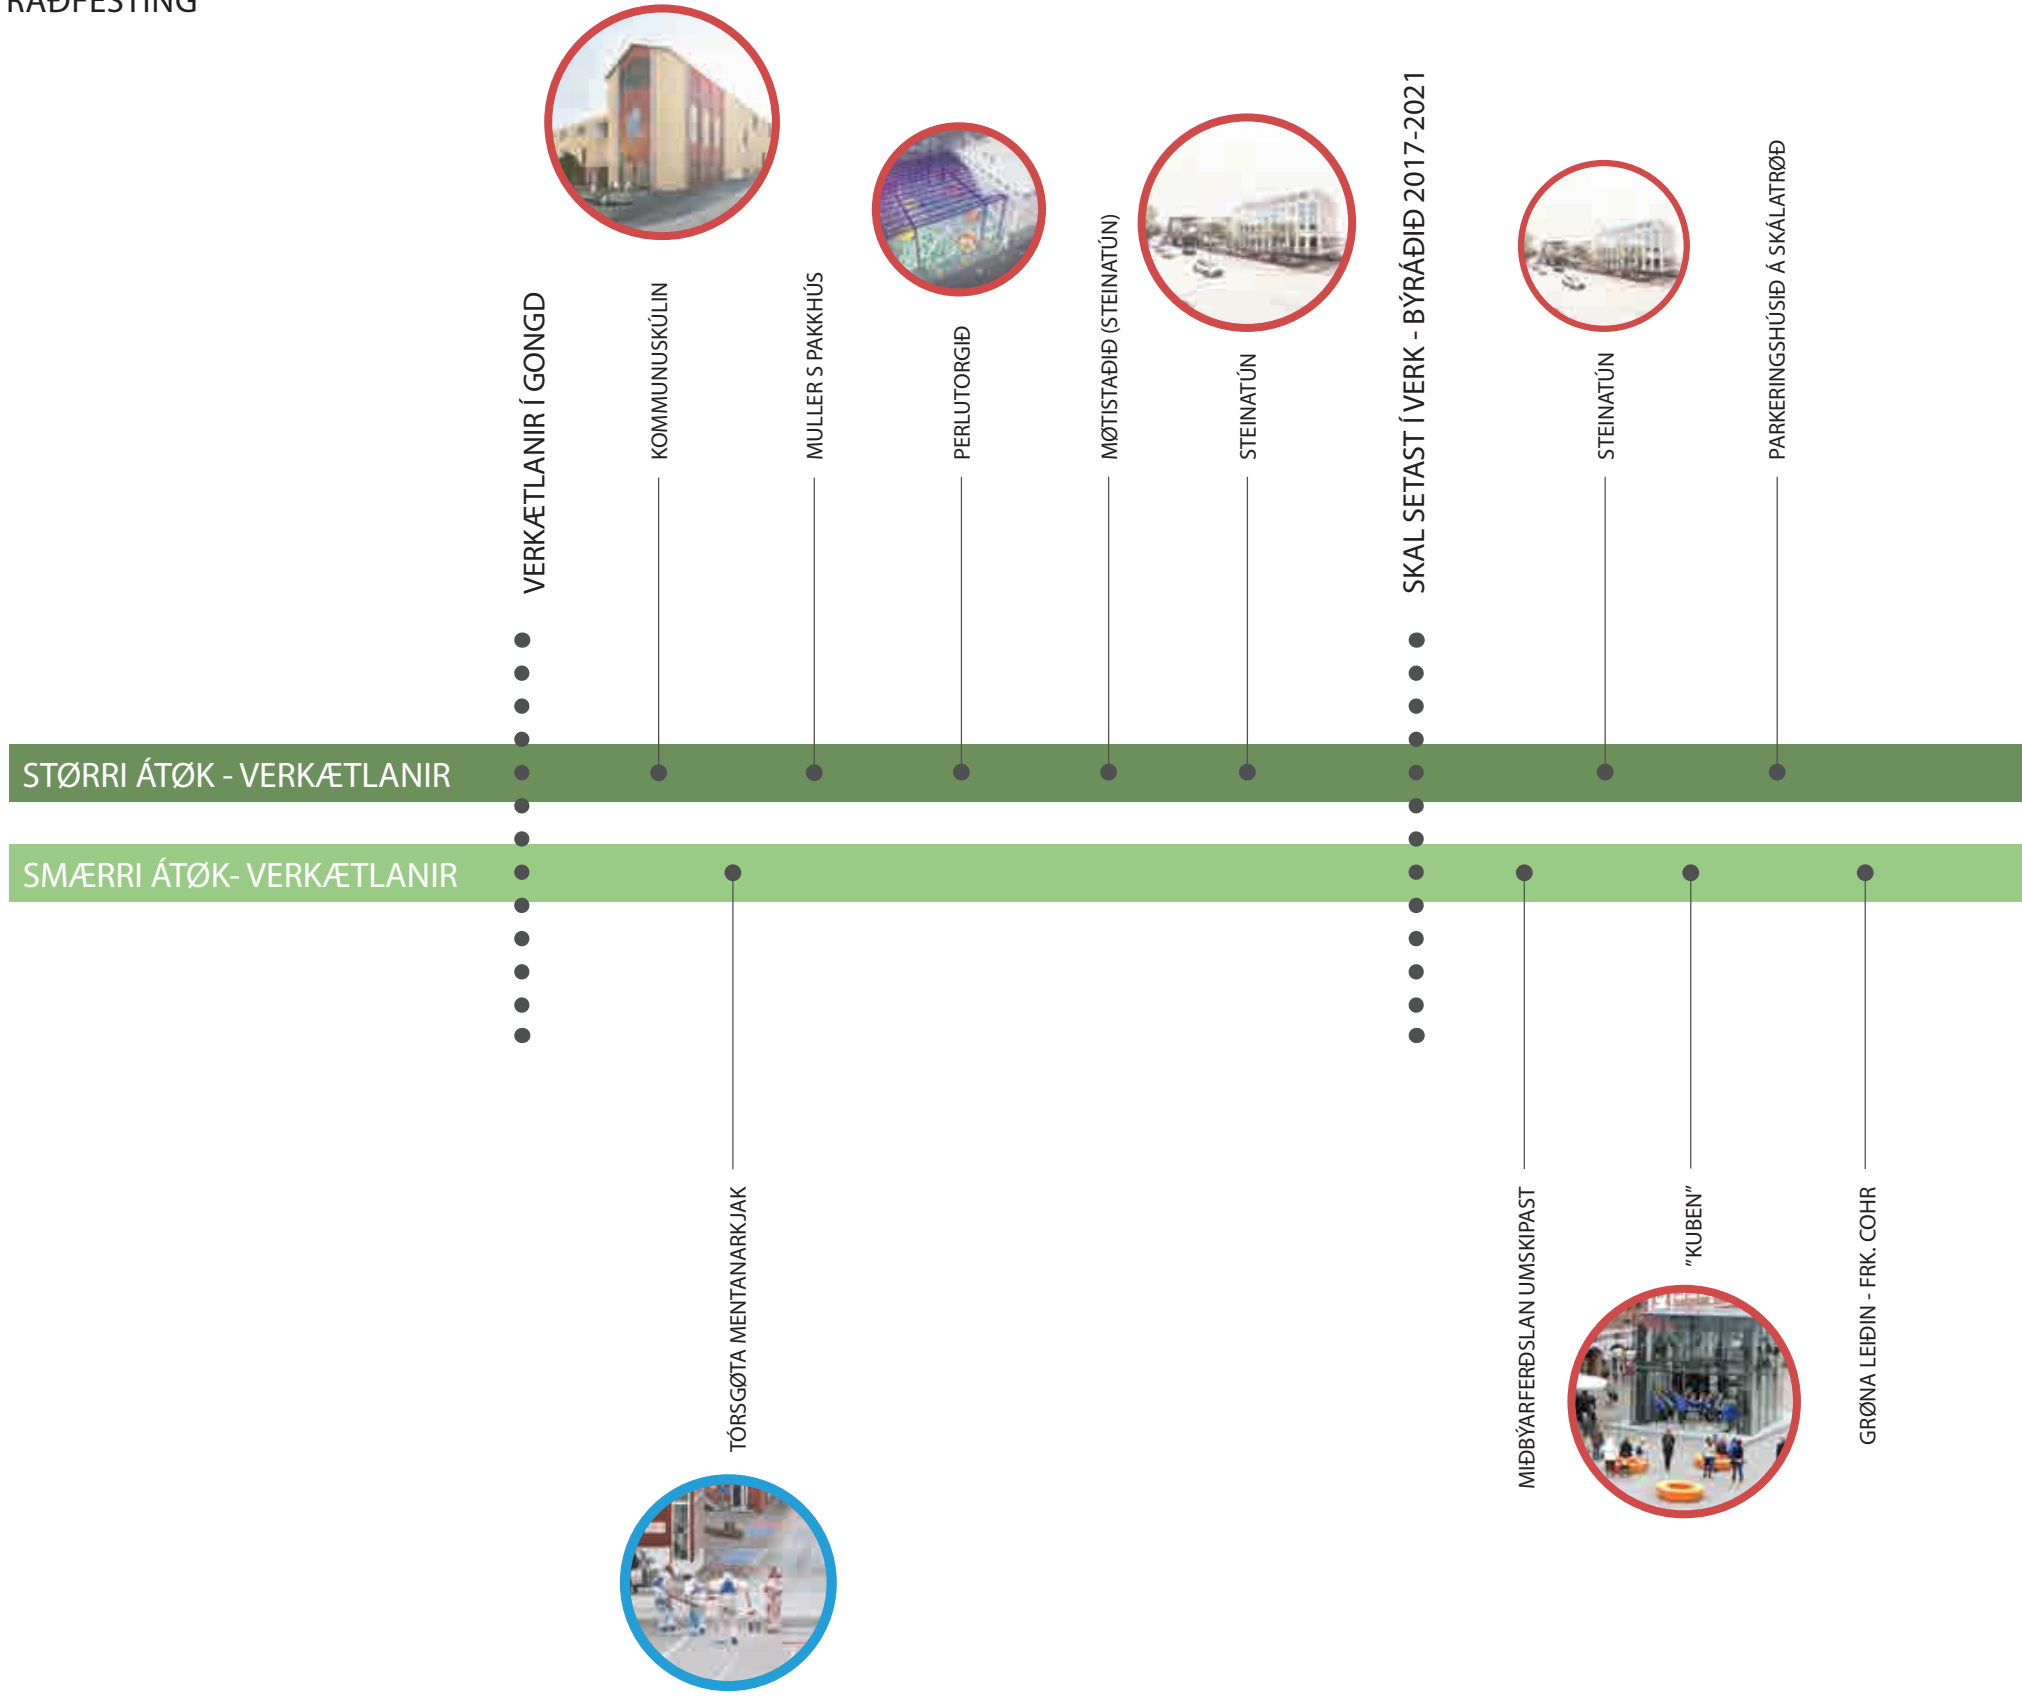 RAÐFESTING
VERKÆTLANIR Í GONGD
KOMMUNUSKÚLIN
MULLER S PAKKHÚS
PERLUTORGIÐ
MØTISTAÐIÐ (STEINATÚN)
STEINATÚN
SKAL SETAST Í VERK - BÝRÁÐIÐ 2017-2021
STEINATÚN
PARKERINGSHÚSIÐ Á SKÁLATRØÐ
STØRRI ÁTØK - VERKÆTLANIR
SMÆRRI ÁTØK- VERKÆTLANIR
TÓRSGØTA MENTANARKJAK
MIÐBÝARFERÐSLAN UMSKIPAST
”KUBEN”
GRØNA LEIÐIN - FRK. COHR